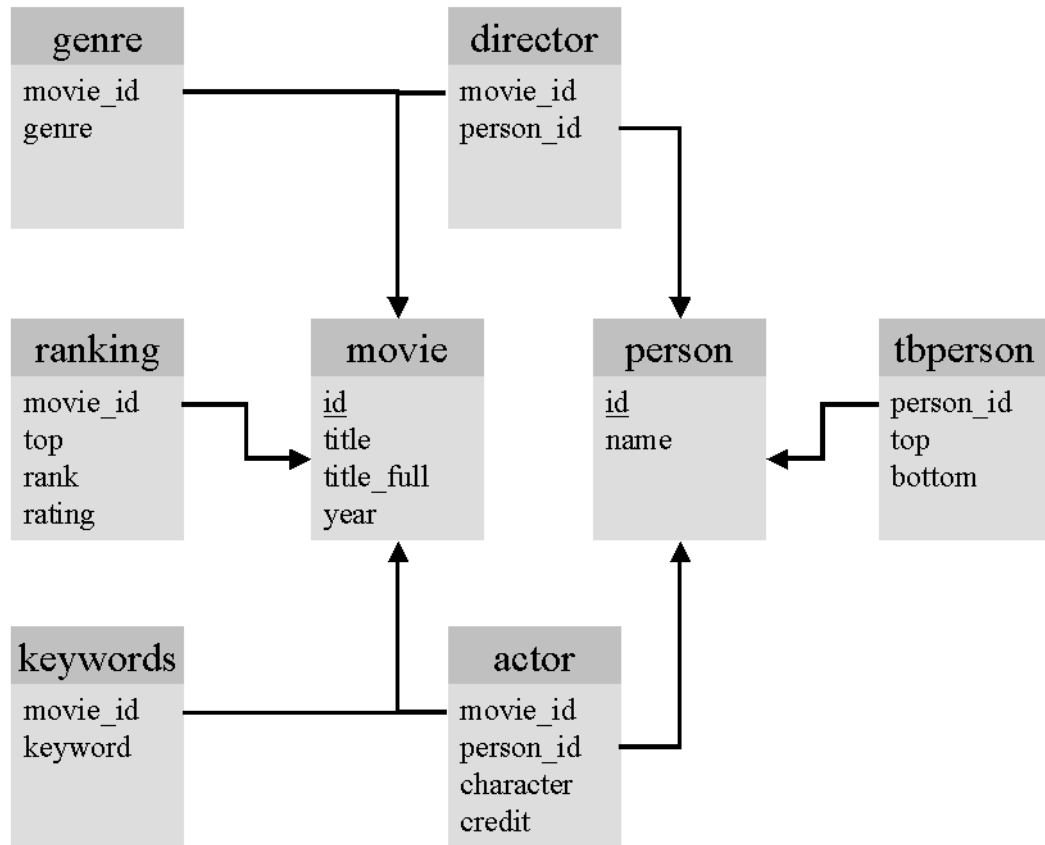 genre
movie_id
genre
director
movie_id
person_id
ranking
movie_id
top
rank
rating
movie
id
title
title_full
year
person
id
name
tbperson
person_id
top
bottom
keywords
movie_id
keyword
actor
movie_id
person_id
character
credit